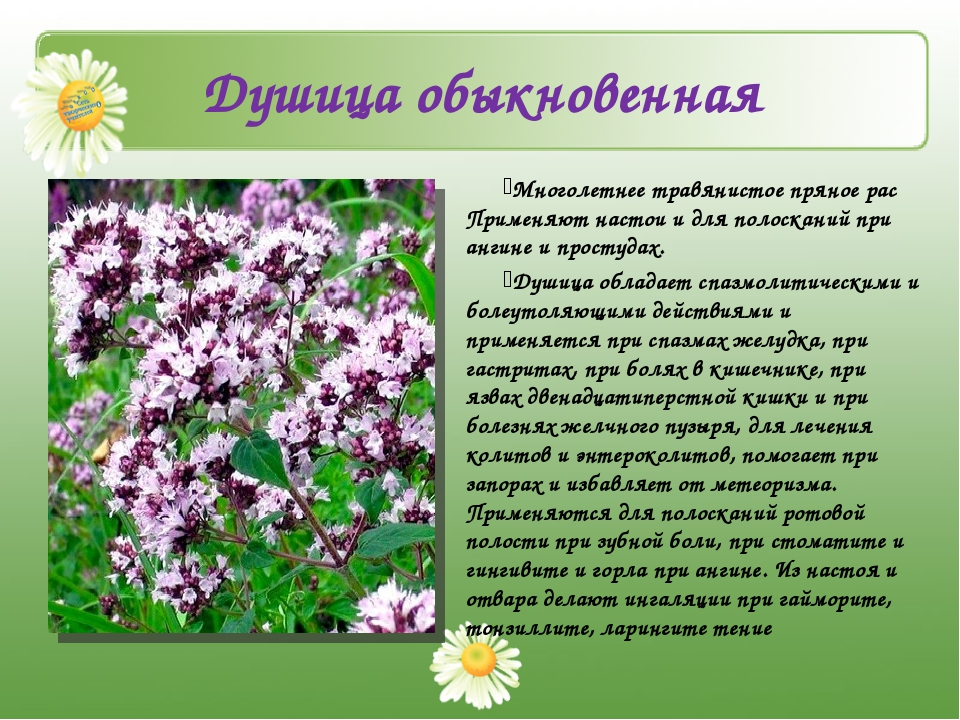 Душица обыкновенная
Сеть
творческих
учителей
Многолетнее травянистое пряное рас
Применяют настои и для полосканий при
ангине и простудах.
Душица обладает спазмолитическими и
болеутоляющими действиями и
применяется при спазмах желудка, при
гастритах, при болях в кишечнике, при
язвах двенадцатиперстной кишки и при
болезнях желчного пузыря, для лечения
колитов и энтероколитов, помогает при
запорах и избавляет от метеоризма.
Применяются для полосканий ротовой
полости при зубной боли, при стоматите и
гингивите и горла при ангине. Из настоя и
отвара делают ингаляции при гайморите,
тонзиллите, ларингите тение